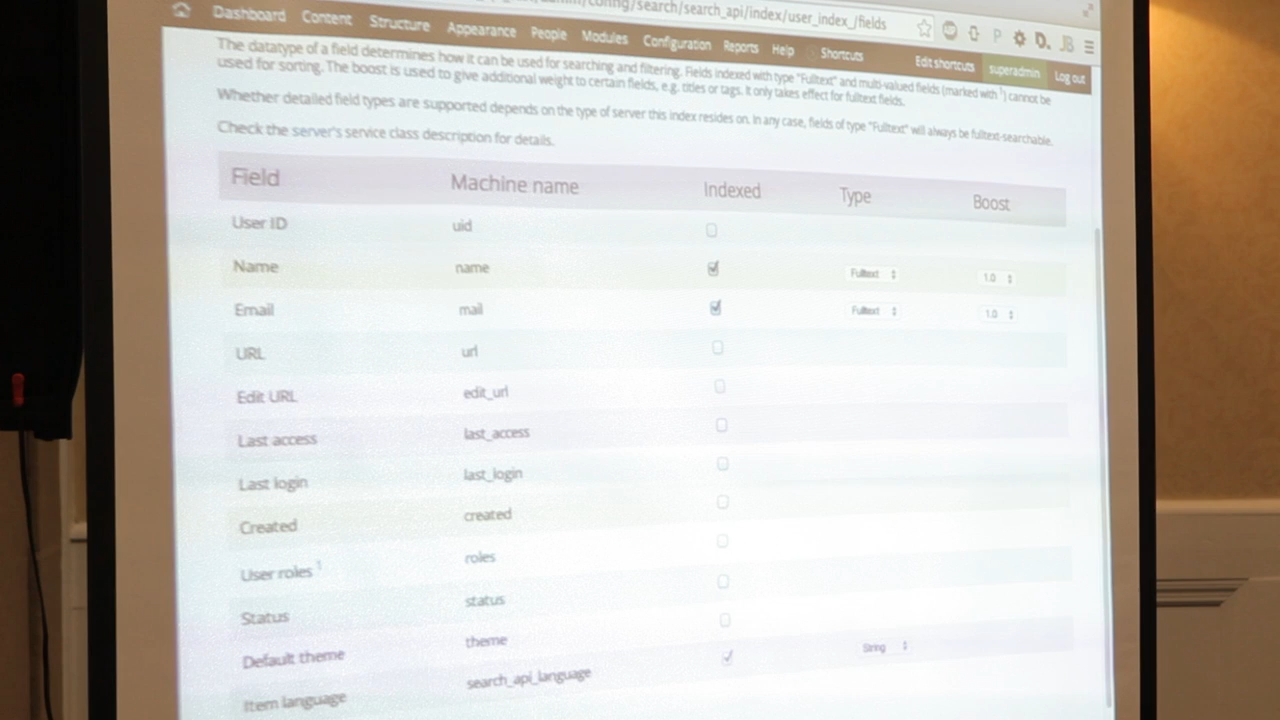 /config/search/search_api/index/user_index_/fields
Dashboard Content Structure Appearance People Modules Configuration Reports Help Shortcuts Edit shortcuts superadmin Log out
The datatype of a field determines how it can be used for searching and filtering. Fields indexed with type "Fulltext" and multi-valued fields (marked with 1) cannot be
used for sorting. The boost is used to give additional weight to certain fields, e.g. titles or tags. It only takes effect for fulltext fields.
Whether detailed field types are supported depends on the type of server this index resides on. In any case, fields of type "Fulltext" will always be fulltext-searchable.
Check the server's service class description for details.
Field Machine name Indexed Type Boost
User ID uid
Name name Fulltext 1.0
Email mail Fulltext 1.0
URL url
Edit URL edit_url
Last access last_access
Last login last_login
Created created
User roles 1 roles
Status status
Default theme theme
Item language search_api_language String